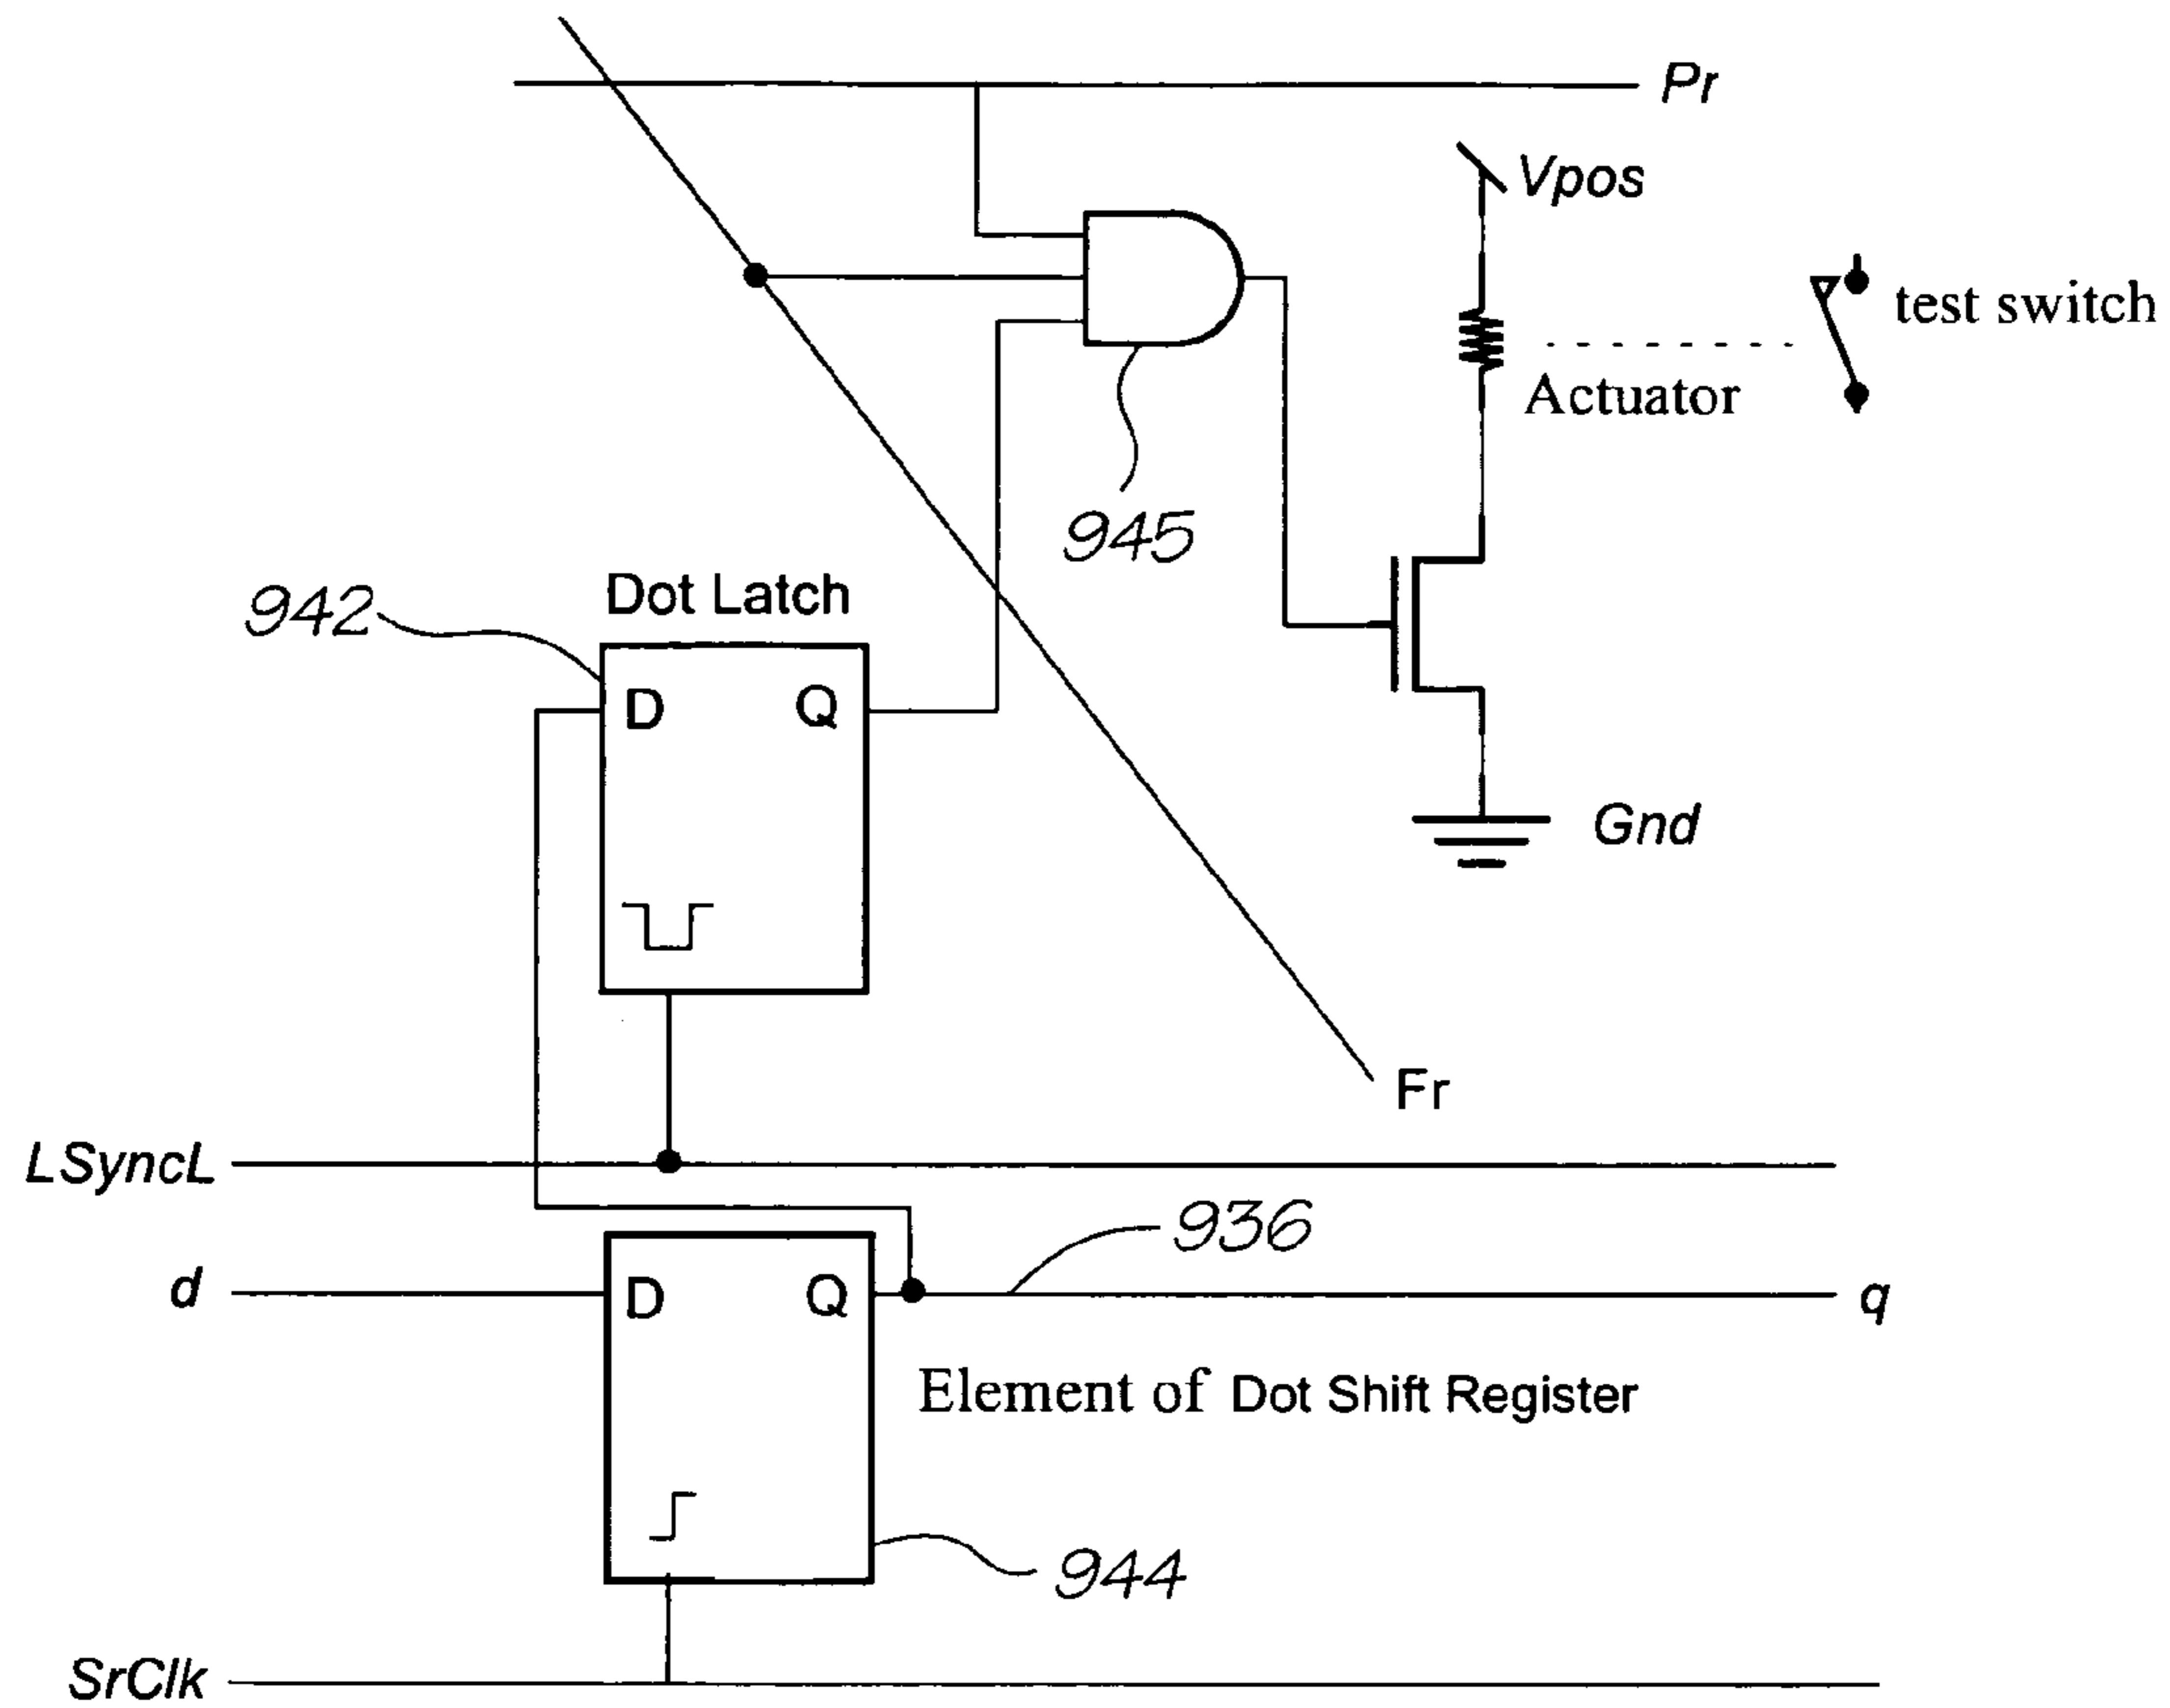 Pr
Vpos
test switch
Actuator
945
Dot Latch
942
D Q
Gnd
Fr
LSyncL
936
d D Q q
Element of Dot Shift Register
944
SrClk